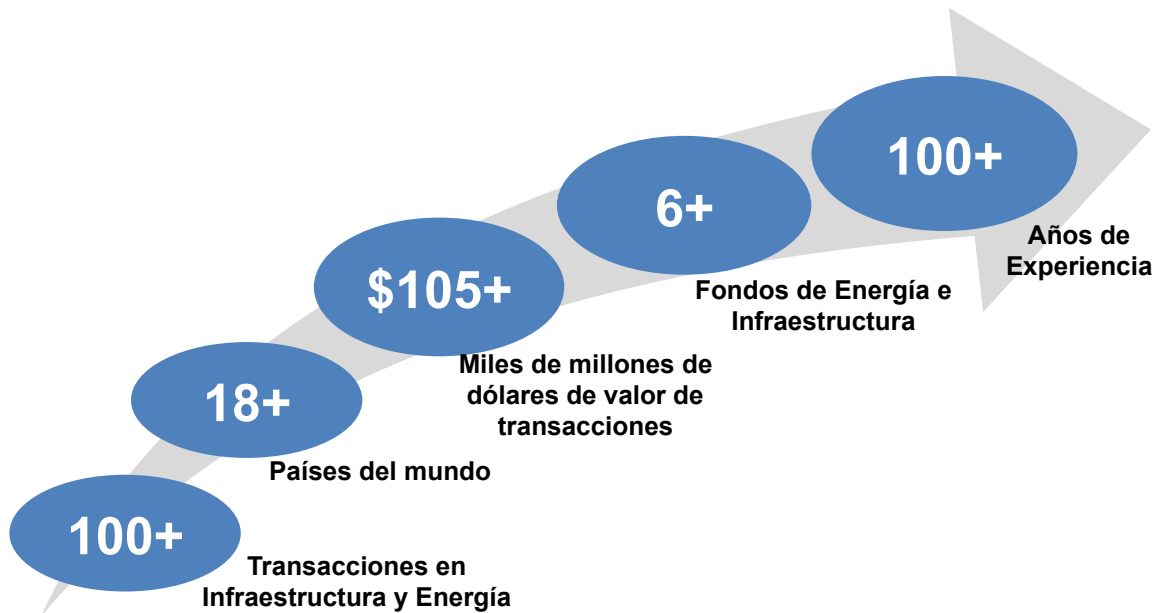 100+
Años de
Experiencia
6+
Fondos de Energía e
Infraestructura
$105+
Miles de millones de
dólares de valor de
transacciones
18+
Países del mundo
100+
Transacciones en
Infraestructura y Energía